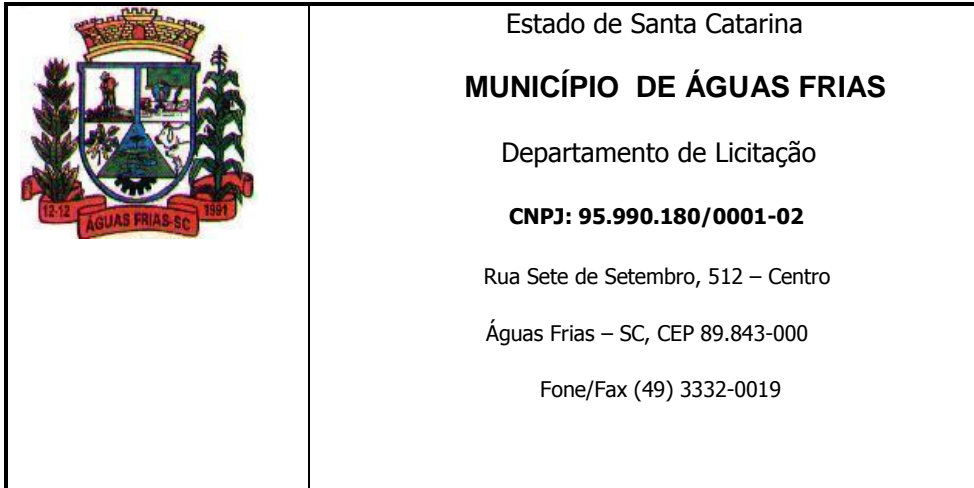 Estado de Santa Catarina
MUNICÍPIO DE ÁGUAS FRIAS
Departamento de Licitação
CNPJ: 95.990.180/0001-02
Rua Sete de Setembro, 512 – Centro
Águas Frias – SC, CEP 89.843-000
Fone/Fax (49) 3332-0019
12-12
ÁGUAS FRIAS-SC
1991